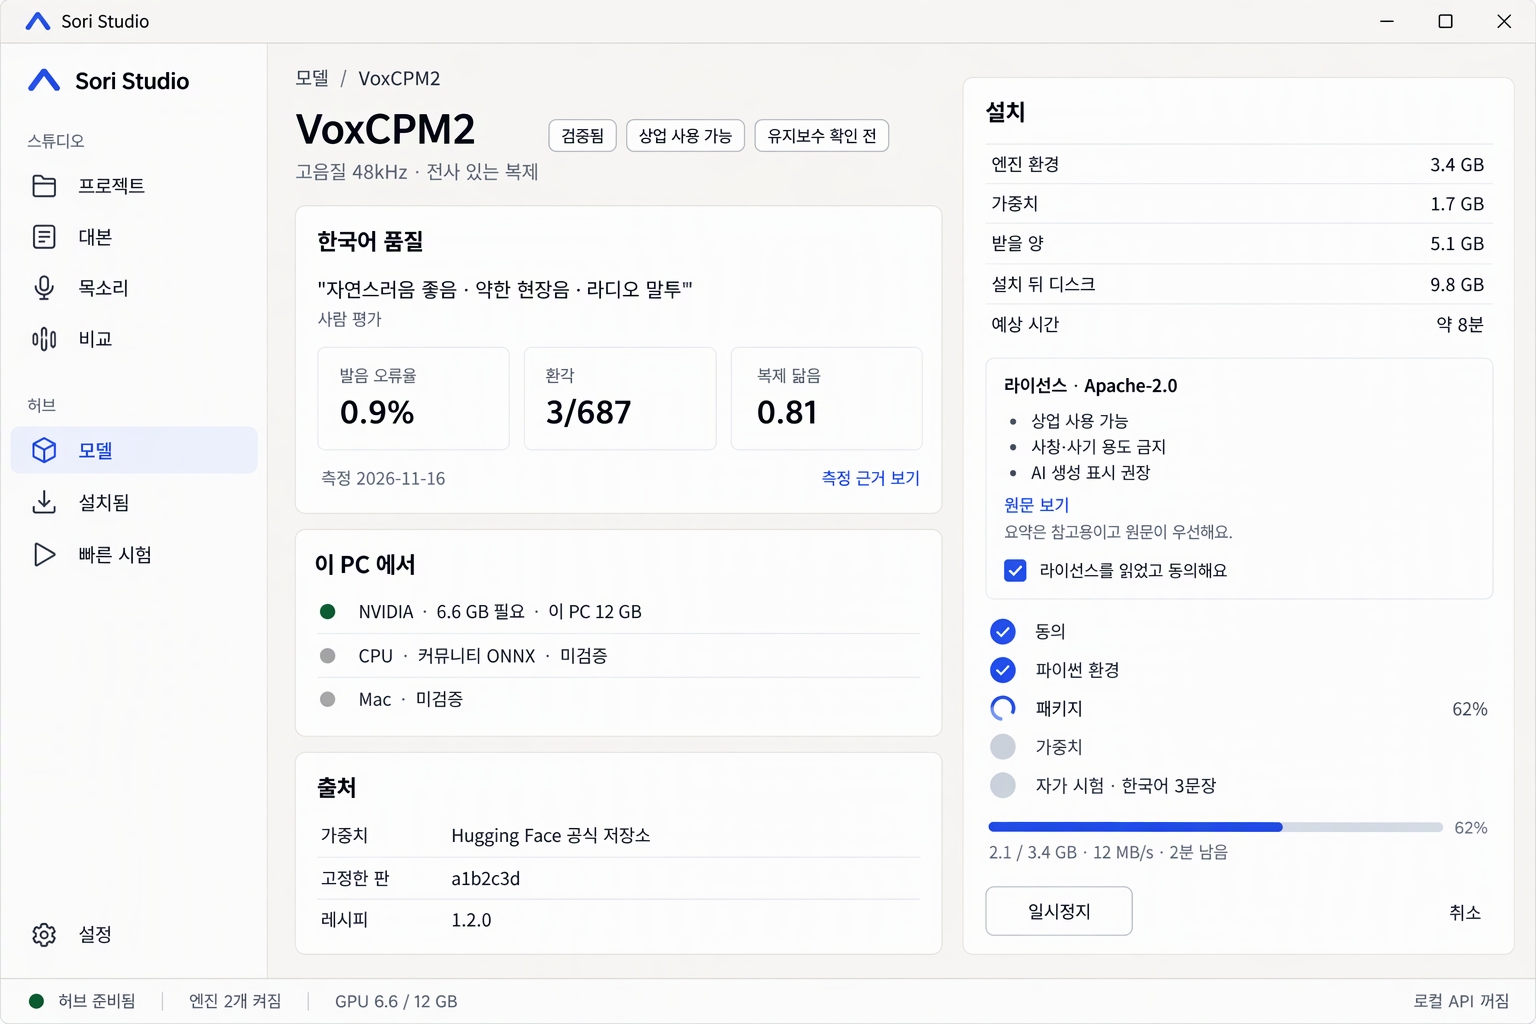 Sori Studio
Sori Studio
스튜디오
프로젝트
대본
목소리
비교
허브
모델
설치됨
빠른 시험
설정
모델 / VoxCPM2
VoxCPM2
검증됨
상업 사용 가능
유지보수 확인 전
고음질 48kHz · 전사 있는 복제
한국어 품질
"자연스러움 좋음 · 약한 현장음 · 라디오 말투'"
사람 평가
발음 오류율
0.9%
환각
3/687
복제 닮음
0.81
측정 2026-11-16
측정 근거 보기
이 PC 에서
NVIDIA · 6.6 GB 필요 · 이 PC 12 GB
CPU · 커뮤니티 ONNX · 미검증
Mac · 미검증
출처
가중치 Hugging Face 공식 저장소
고정한 판 a1b2c3d
레시피 1.2.0
설치
엔진 환경 3.4 GB
가중치 1.7 GB
받을 양 5.1 GB
설치 뒤 디스크 9.8 GB
예상 시간 약 8분
라이선스 · Apache-2.0
• 상업 사용 가능
• 사칭·사기 용도 금지
• AI 생성 표시 권장
원문 보기
요약은 참고용이고 원문이 우선해요.
라이선스를 읽었고 동의해요
동의
파이썬 환경
패키지 62%
가중치
자가 시험 · 한국어 3문장
62%
2.1 / 3.4 GB · 12 MB/s · 2분 남음
일시정지
취소
허브 준비됨
엔진 2개 켜짐
GPU 6.6 / 12 GB
로컬 API 꺼짐